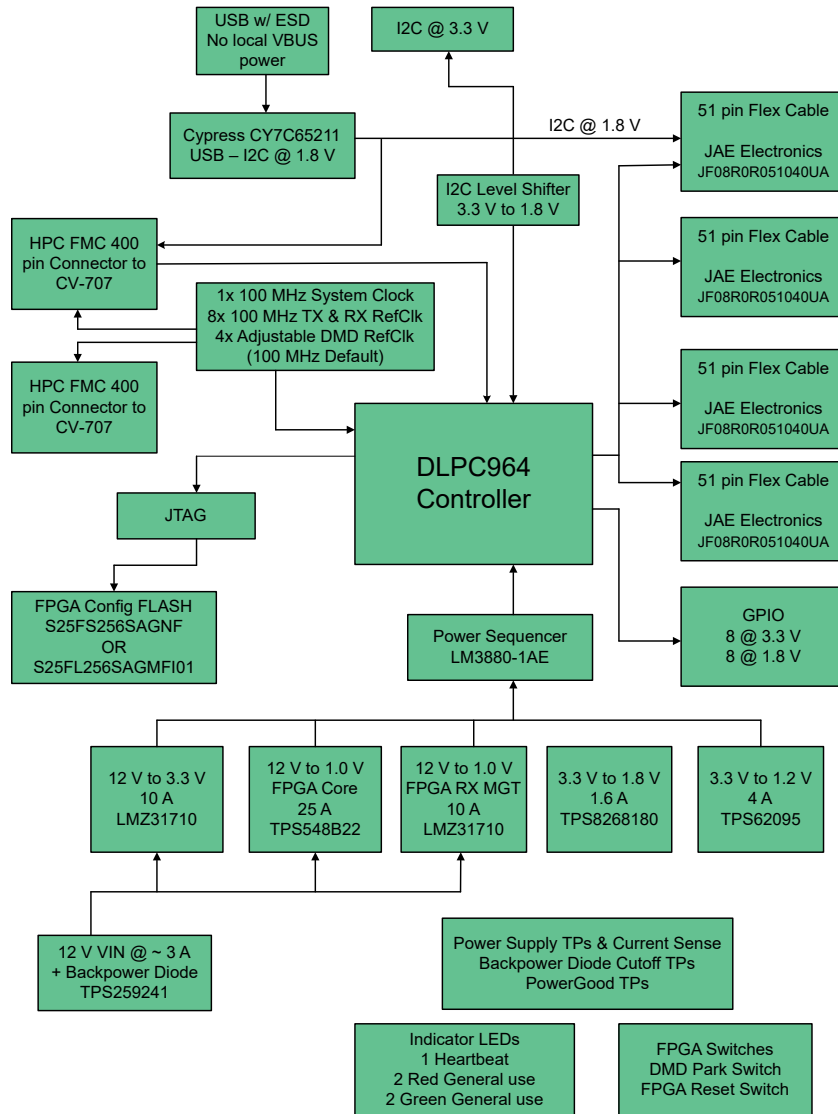 USB w/ ESD
No local VBUS
power
I2C @ 3.3 V
Cypress CY7C65211
USB – I2C @ 1.8 V
I2C @ 1.8 V
51 pin Flex Cable
JAE Electronics
JF08R0R051040UA
I2C Level Shifter
3.3 V to 1.8 V
HPC FMC 400
pin Connector to
CV-707
51 pin Flex Cable
JAE Electronics
JF08R0R051040UA
1x 100 MHz System Clock
8x 100 MHz TX & RX RefClk
4x Adjustable DMD RefClk
(100 MHz Default)
HPC FMC 400
pin Connector to
CV-707
51 pin Flex Cable
JAE Electronics
JF08R0R051040UA
DLPC964
Controller
51 pin Flex Cable
JAE Electronics
JF08R0R051040UA
JTAG
FPGA Config FLASH
S25FS256SAGNF
OR
S25FL256SAGMFI01
Power Sequencer
LM3880-1AE
GPIO
8 @ 3.3 V
8 @ 1.8 V
12 V to 3.3 V
10 A
LMZ31710
12 V to 1.0 V
FPGA Core
25 A
TPS548B22
12 V to 1.0 V
FPGA RX MGT
10 A
LMZ31710
3.3 V to 1.8 V
1.6 A
TPS8268180
3.3 V to 1.2 V
4 A
TPS62095
12 V VIN @ ~ 3 A
+ Backpower Diode
TPS259241
Power Supply TPs & Current Sense
Backpower Diode Cutoff TPs
PowerGood TPs
Indicator LEDs
1 Heartbeat
2 Red General use
2 Green General use
FPGA Switches
DMD Park Switch
FPGA Reset Switch